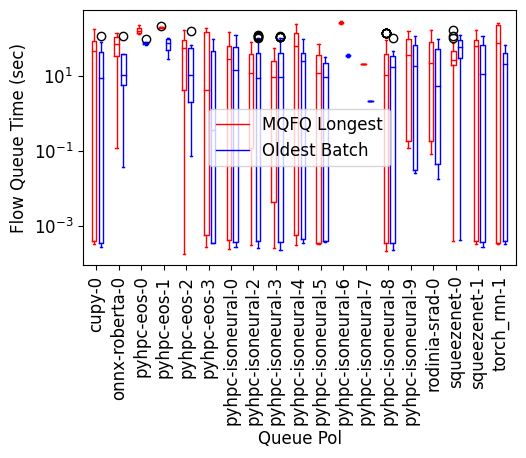 Flow Queue Time (sec)
10^1
10^-1
10^-3
MQFQ Longest
Oldest Batch
cupy-0
onnx-roberta-0
pyhpc-eos-0
pyhpc-eos-1
pyhpc-eos-2
pyhpc-eos-3
pyhpc-isoneural-0
pyhpc-isoneural-2
pyhpc-isoneural-3
pyhpc-isoneural-4
pyhpc-isoneural-5
pyhpc-isoneural-6
pyhpc-isoneural-7
pyhpc-isoneural-8
pyhpc-isoneural-9
rodinia-srad-0
squeezenet-0
squeezenet-1
torch_rnn-1
Queue Pol